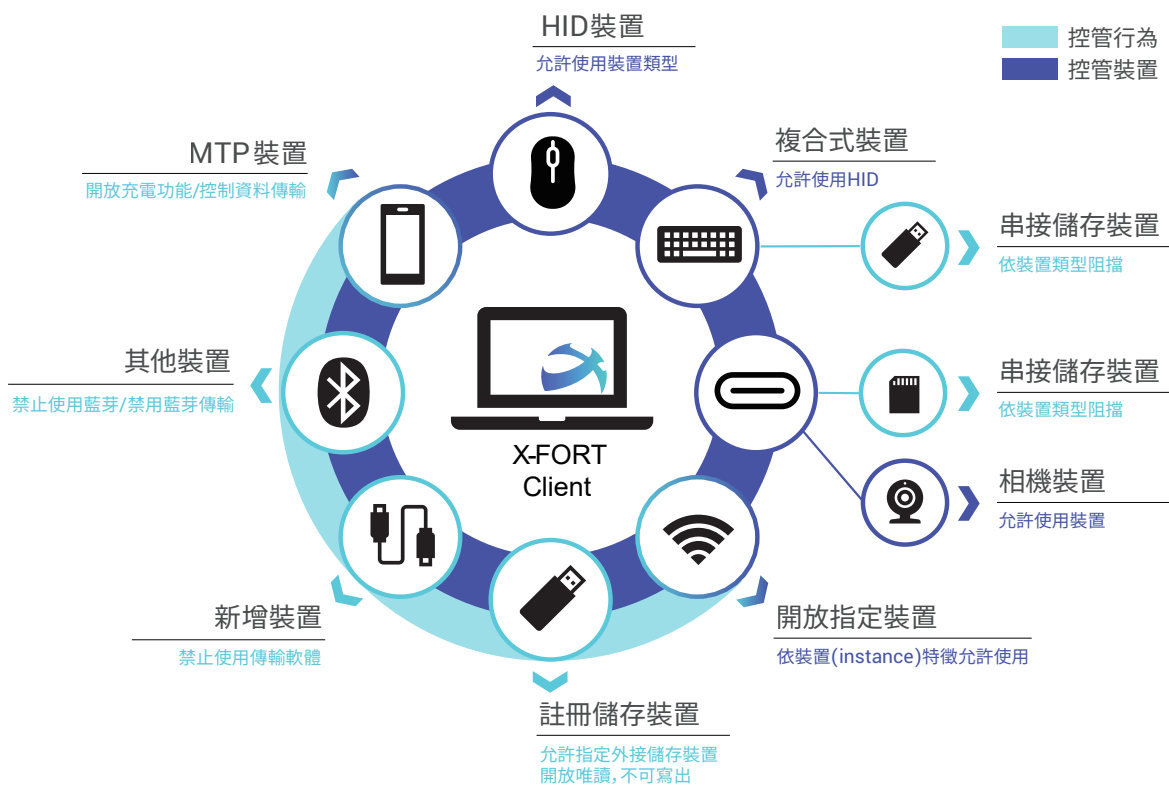 HID裝置
允許使用裝置類型
控管行為
控管裝置
MTP裝置
開放充電功能/控制資料傳輸
複合式裝置
允許使用HID
串接儲存裝置
依裝置類型阻擋
其他裝置
禁止使用藍芽/禁用藍芽傳輸
X-FORT
Client
串接儲存裝置
依裝置類型阻擋
相機裝置
允許使用裝置
新增裝置
禁止使用傳輸軟體
開放指定裝置
依裝置(instance)特徵允許使用
註冊儲存裝置
允許指定外接儲存裝置
開放唯讀,不可寫出